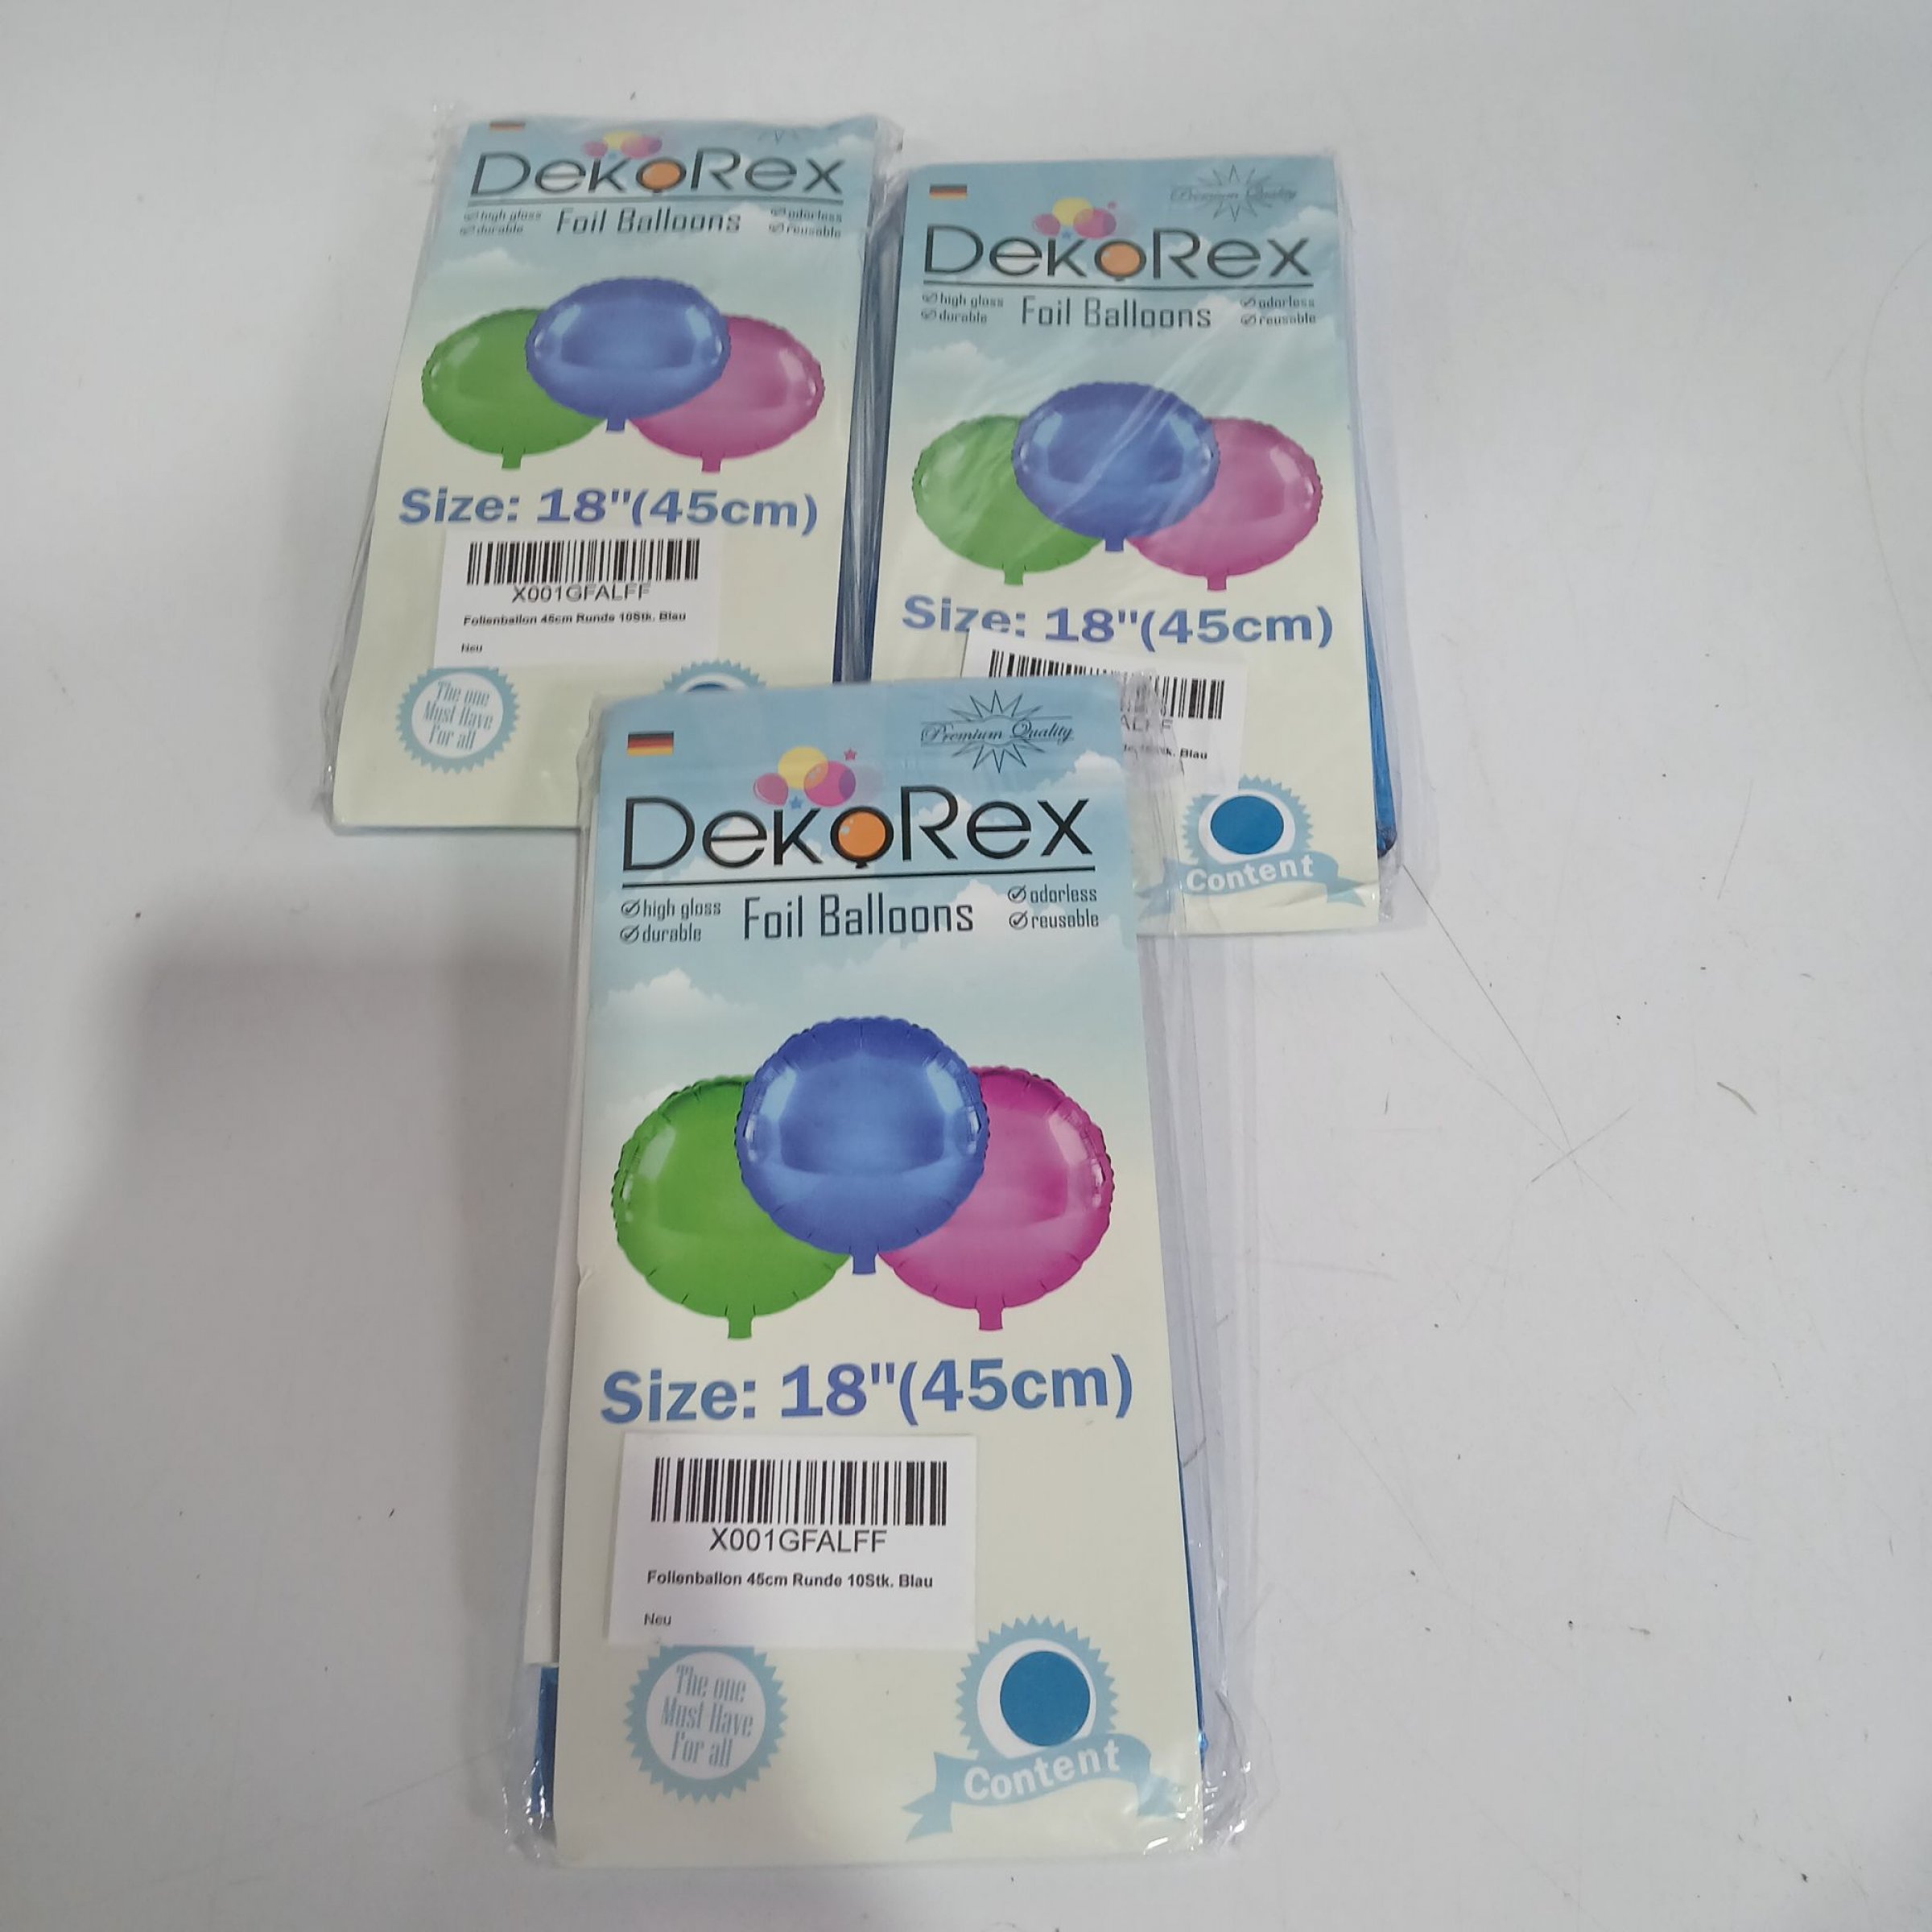 DekoRex
high gloss
durable
Foil Balloons
odorless
reusable
Size: 18"(45cm)
X001GFALFF
Folienballon 45cm Runde 10Stk. Blau
Neu
The one
Must Have
For all
Premium Quality
DekoRex
high gloss
durable
Foil Balloons
odorless
reusable
Size: 18"(45cm)
Blau
Content
Premium Quality
DekoRex
high gloss
durable
Foil Balloons
odorless
reusable
Size: 18"(45cm)
X001GFALFF
Folienballon 45cm Runde 10Stk. Blau
Neu
The one
Must Have
For all
Content